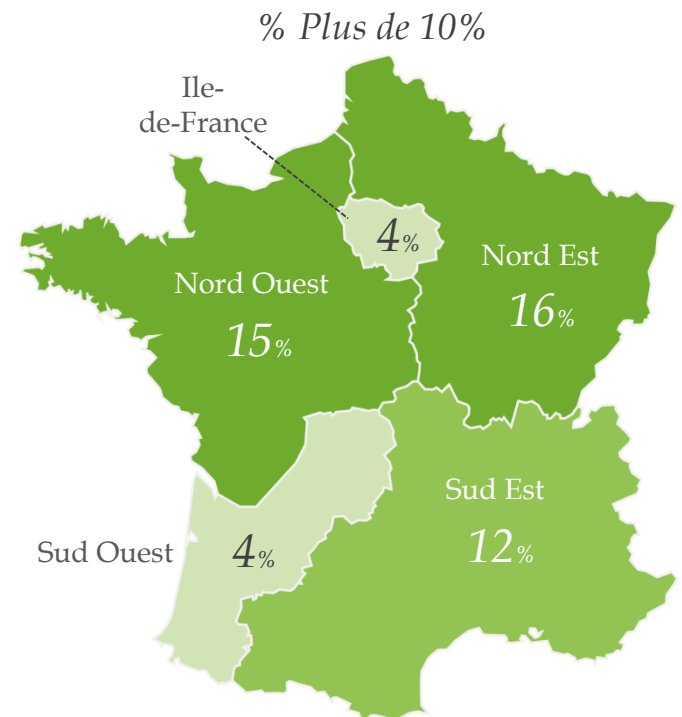 % Plus de 10%
Ile-
de-France
4%
Nord Est
16%
Nord Ouest
15%
Sud Est
12%
Sud Ouest
4%